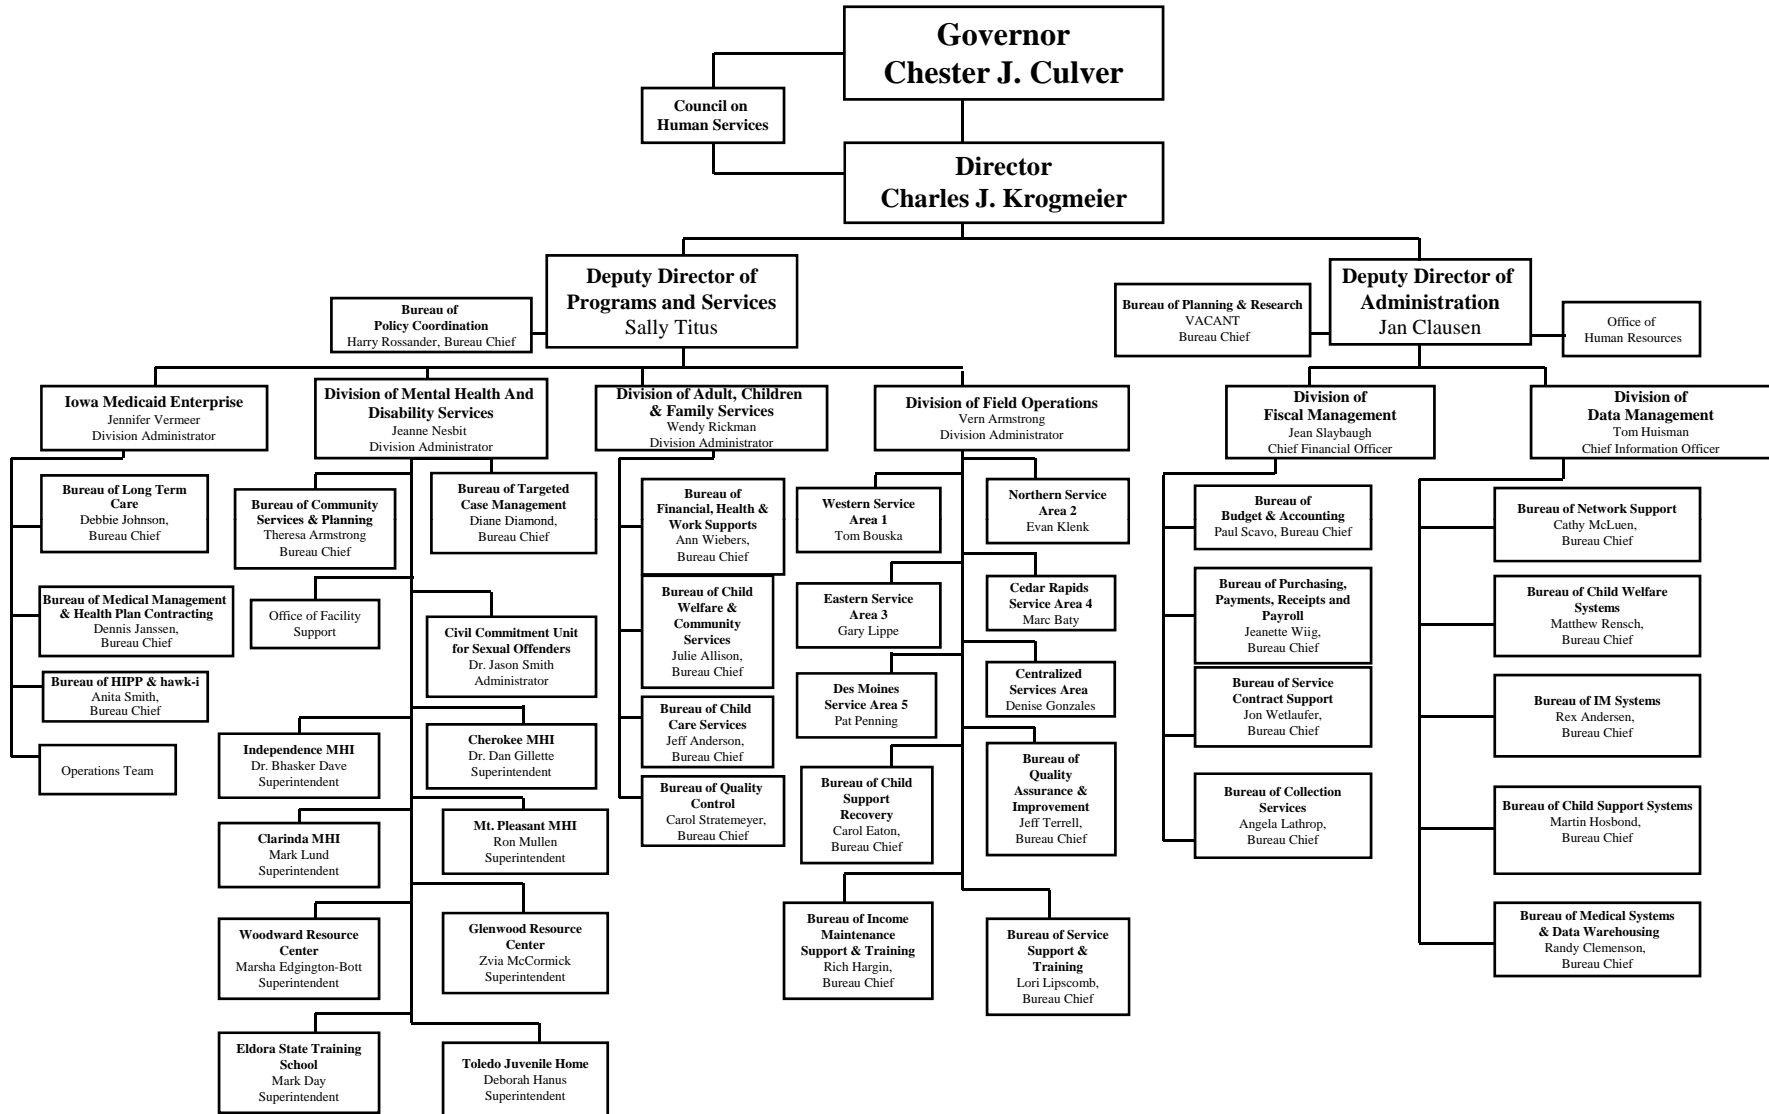 Governor
Chester J. Culver
Council on
Human Services
Director
Charles J. Krogmeier
Deputy Director of
Programs and Services
Sally Titus
Bureau of
Policy Coordination
Harry Rossander, Bureau Chief
Deputy Director of
Administration
Jan Clausen
Bureau of Planning & Research
VACANT
Bureau Chief
Office of
Human Resources
Iowa Medicaid Enterprise
Jennifer Vermeer
Division Administrator
Division of Mental Health And
Disability Services
Jeanne Nesbit
Division Administrator
Division of Adult, Children
& Family Services
Wendy Rickman
Division Administrator
Division of Field Operations
Vern Armstrong
Division Administrator
Division of
Fiscal Management
Jean Slaybaugh
Chief Financial Officer
Division of
Data Management
Tom Huisman
Chief Information Officer
Bureau of Long Term
Care
Debbie Johnson,
Bureau Chief
Bureau of Medical Management
& Health Plan Contracting
Dennis Janssen,
Bureau Chief
Bureau of HIPP & hawk-i
Anita Smith,
Bureau Chief
Operations Team
Bureau of Community
Services & Planning
Theresa Armstrong
Bureau Chief
Bureau of Targeted
Case Management
Diane Diamond,
Bureau Chief
Office of Facility
Support
Civil Commitment Unit
for Sexual Offenders
Dr. Jason Smith
Administrator
Independence MHI
Dr. Bhasker Dave
Superintendent
Cherokee MHI
Dr. Dan Gillette
Superintendent
Clarinda MHI
Mark Lund
Superintendent
Mt. Pleasant MHI
Ron Mullen
Superintendent
Woodward Resource
Center
Marsha Edgington-Bott
Superintendent
Glenwood Resource
Center
Zvia McCormick
Superintendent
Eldora State Training
School
Mark Day
Superintendent
Toledo Juvenile Home
Deborah Hanus
Superintendent
Bureau of
Financial, Health &
Work Supports
Ann Wiebers,
Bureau Chief
Bureau of Child
Welfare &
Community
Services
Julie Allison,
Bureau Chief
Bureau of Child
Care Services
Jeff Anderson,
Bureau Chief
Bureau of Quality
Control
Carol Stratemeyer,
Bureau Chief
Western Service
Area 1
Tom Bouska
Northern Service
Area 2
Evan Klenk
Eastern Service
Area 3
Gary Lippe
Cedar Rapids
Service Area 4
Marc Baty
Des Moines
Service Area 5
Pat Penning
Centralized
Services Area
Denise Gonzales
Bureau of Child
Support
Recovery
Carol Eaton,
Bureau Chief
Bureau of
Quality
Assurance &
Improvement
Jeff Terrell,
Bureau Chief
Bureau of Income
Maintenance
Support & Training
Rich Hargin,
Bureau Chief
Bureau of Service
Support &
Training
Lori Lipscomb,
Bureau Chief
Bureau of
Budget & Accounting
Paul Scavo, Bureau Chief
Bureau of Purchasing,
Payments, Receipts and
Payroll
Jeanette Wiig,
Bureau Chief
Bureau of Service
Contract Support
Jon Wetlaufer,
Bureau Chief
Bureau of Collection
Services
Angela Lathrop,
Bureau Chief
Bureau of Network Support
Cathy McLuen,
Bureau Chief
Bureau of Child Welfare
Systems
Matthew Rensch,
Bureau Chief
Bureau of IM Systems
Rex Andersen,
Bureau Chief
Bureau of Child Support Systems
Martin Hosbond,
Bureau Chief
Bureau of Medical Systems
& Data Warehousing
Randy Clemenson,
Bureau Chief